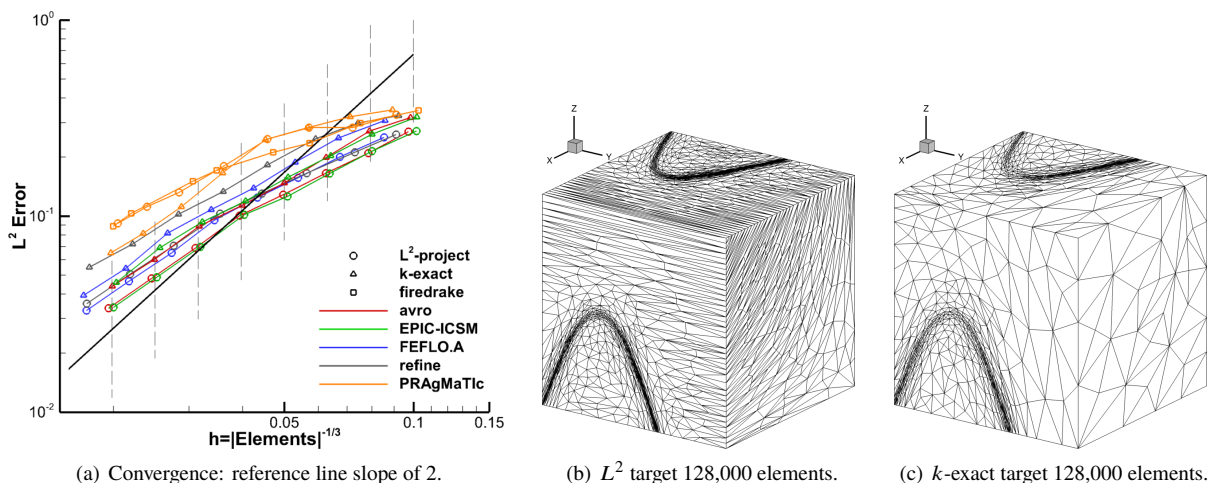 10⁰
10⁻¹
10⁻²
L² Error
0.05
0.1
0.15
h=|Elements|⁻¹/³
L²-project
k-exact
firedrake
avro
EPIC-ICSM
FEFLO.A
refine
PRAgMaTIc
(a) Convergence: reference line slope of 2.
Z
X
Y
(b) L² target 128,000 elements.
Z
X
Y
(c) k-exact target 128,000 elements.